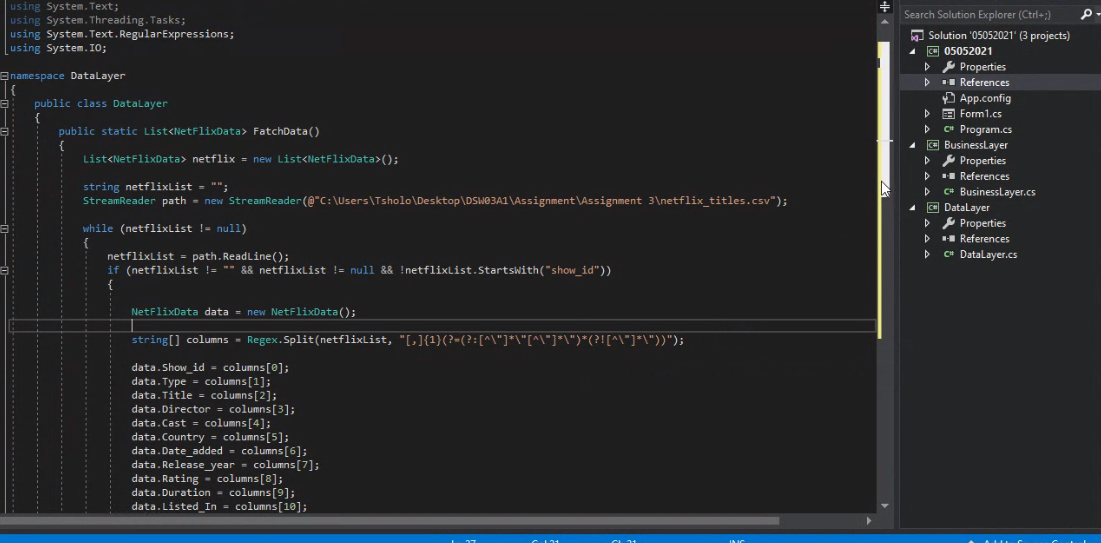 using System.Text;
using System.Threading.Tasks;
using System.Text.RegularExpressions;
using System.IO;
namespace DataLayer
{
public class DataLayer
{
public static List<NetFlixData> FatchData()
{
List<NetFlixData> netflix = new List<NetFlixData>();
string netflixList = "";
StreamReader path = new StreamReader(@"C:\Users\Tsholo\Desktop\DSW03A1\Assignment\Assignment 3\netflix_titles.csv");
while (netflixList != null)
{
netflixList = path.ReadLine();
if (netflixList != "" && netflixList != null && !netflixList.StartsWith("show_id"))
{
NetFlixData data = new NetFlixData();
string[] columns = Regex.Split(netflixList, "[,]{1}(?=(?:[^\"]*\"[^\"]*\")*(?![^\"]*\"))");
data.Show_id = columns[0];
data.Type = columns[1];
data.Title = columns[2];
data.Director = columns[3];
data.Cast = columns[4];
data.Country = columns[5];
data.Date_added = columns[6];
data.Release_year = columns[7];
data.Rating = columns[8];
data.Duration = columns[9];
data.Listed_In = columns[10];
Search Solution Explorer (Ctrl+;)
Solution '05052021' (3 projects)
C# 05052021
Properties
References
App.config
Form1.cs
C# Program.cs
C# BusinessLayer
Properties
References
C# BusinessLayer.cs
C# DataLayer
Properties
References
C# DataLayer.cs